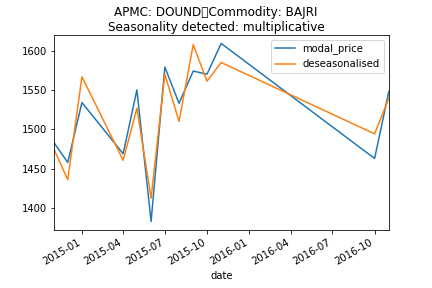 APMC: DOUND▯Commodity: BAJRI
Seasonality detected: multiplicative
modal_price
deseasonalised
1600
1550
1500
1450
1400
2015-01
2015-04
2015-07
2015-10
2016-01
2016-04
2016-07
2016-10
date